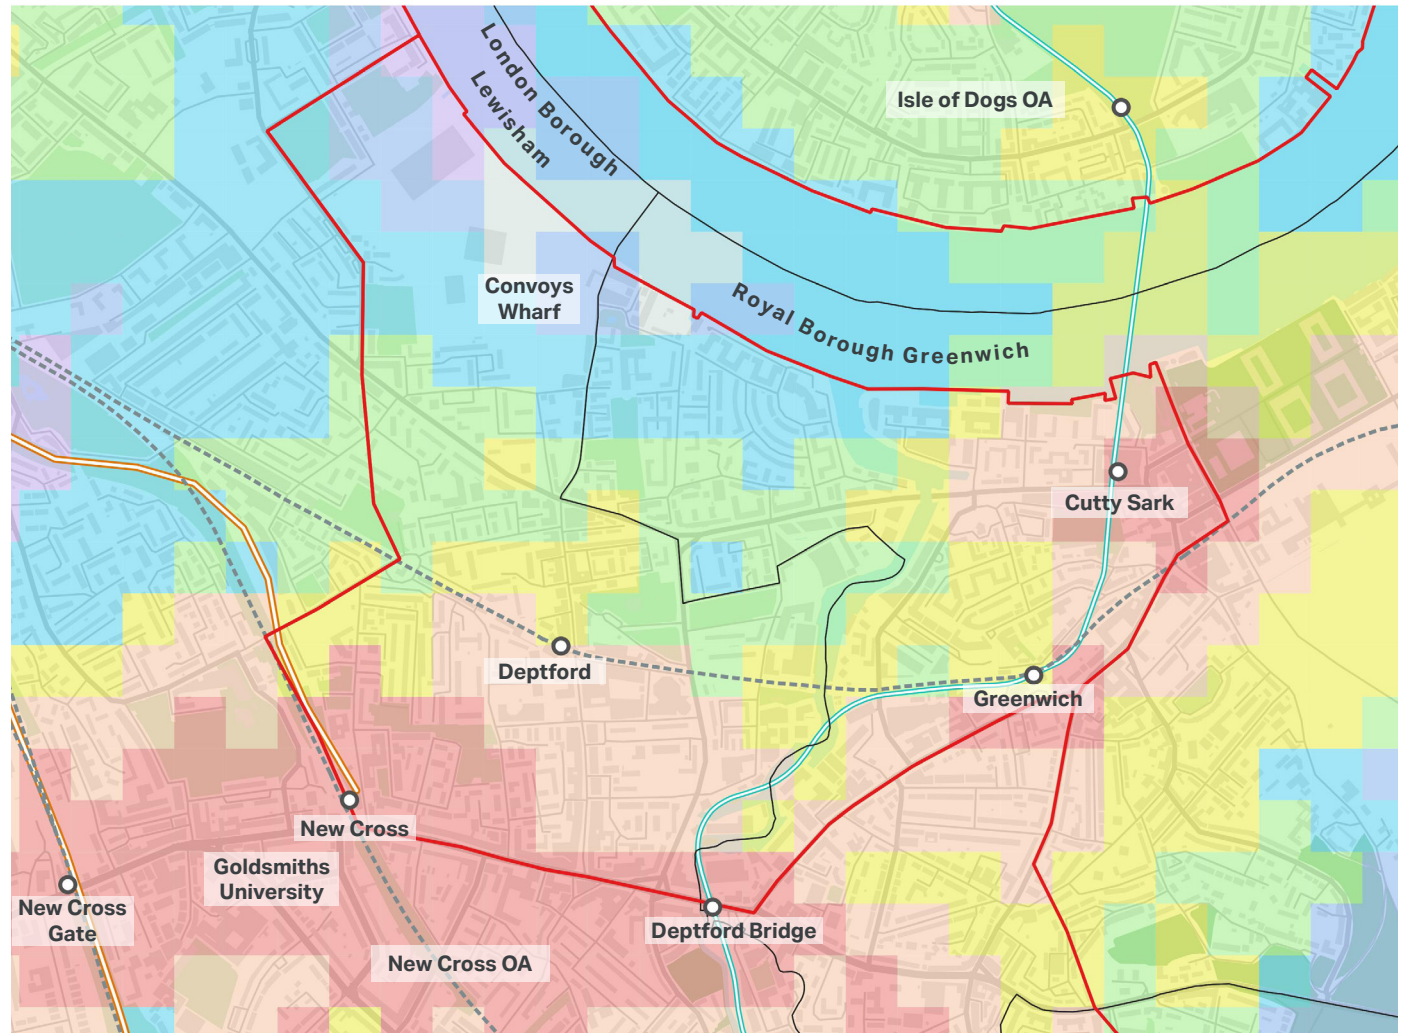 London Borough
Lewisham
Isle of Dogs OA
Convoys
Wharf
Royal Borough Greenwich
Cutty Sark
Deptford
Greenwich
New Cross
Goldsmiths
University
New Cross
Gate
Deptford Bridge
New Cross OA